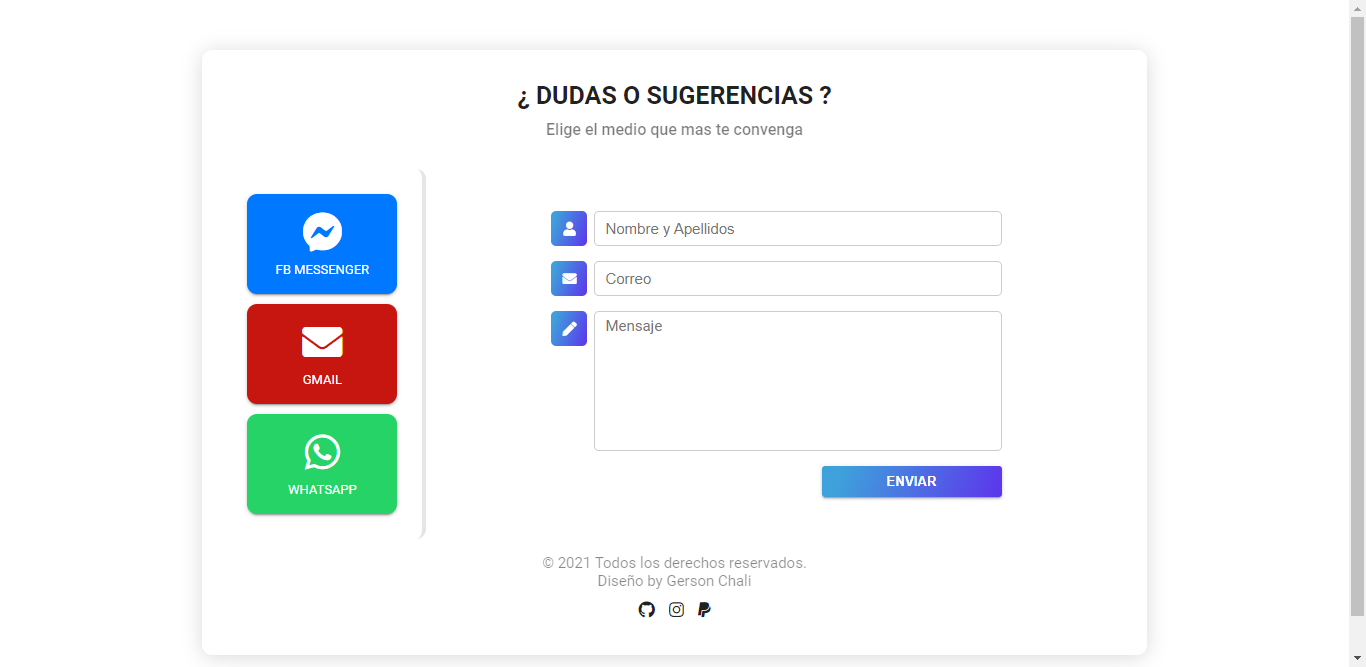 ¿ DUDAS O SUGERENCIAS ?
Elige el medio que mas te convenga
FB MESSENGER
GMAIL
WHATSAPP
Nombre y Apellidos
Correo
Mensaje
ENVIAR
© 2021 Todos los derechos reservados.
Diseño by Gerson Chali